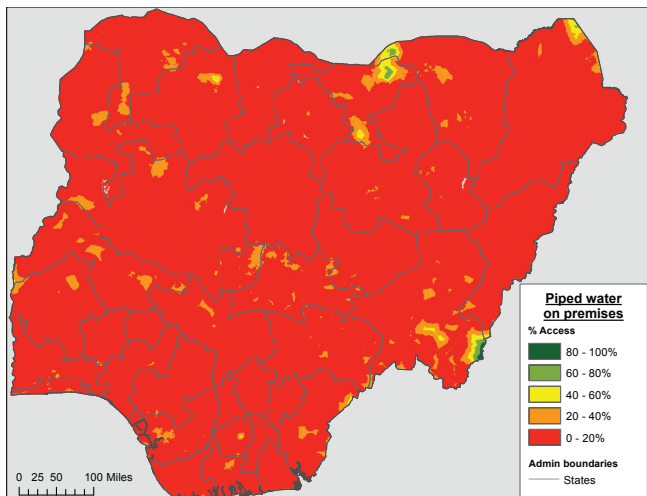 Piped water
on premises
% Access
80 - 100%
60 - 80%
40 - 60%
20 - 40%
0 - 20%
Admin boundaries
States
0 25 50 100 Miles